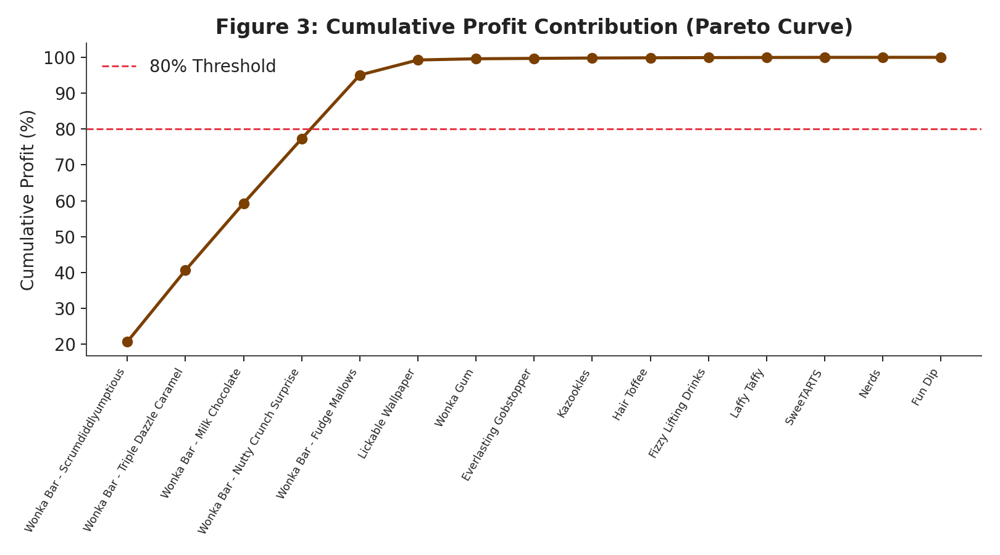 Figure 3: Cumulative Profit Contribution (Pareto Curve)
80% Threshold
Cumulative Profit (%)
100
90
80
70
60
50
40
30
20
Wonka Bar - Scrumdiddlyumptious
Wonka Bar - Triple Dazzle Caramel
Wonka Bar - Milk Chocolate
Wonka Bar - Nutty Crunch Surprise
Wonka Bar - Fudge Mallows
Lickable Wallpaper
Wonka Gum
Everlasting Gobstopper
Kazookles
Hair Toffee
Fizzy Lifting Drinks
Laffy Taffy
SweeTARTS
Nerds
Fun Dip